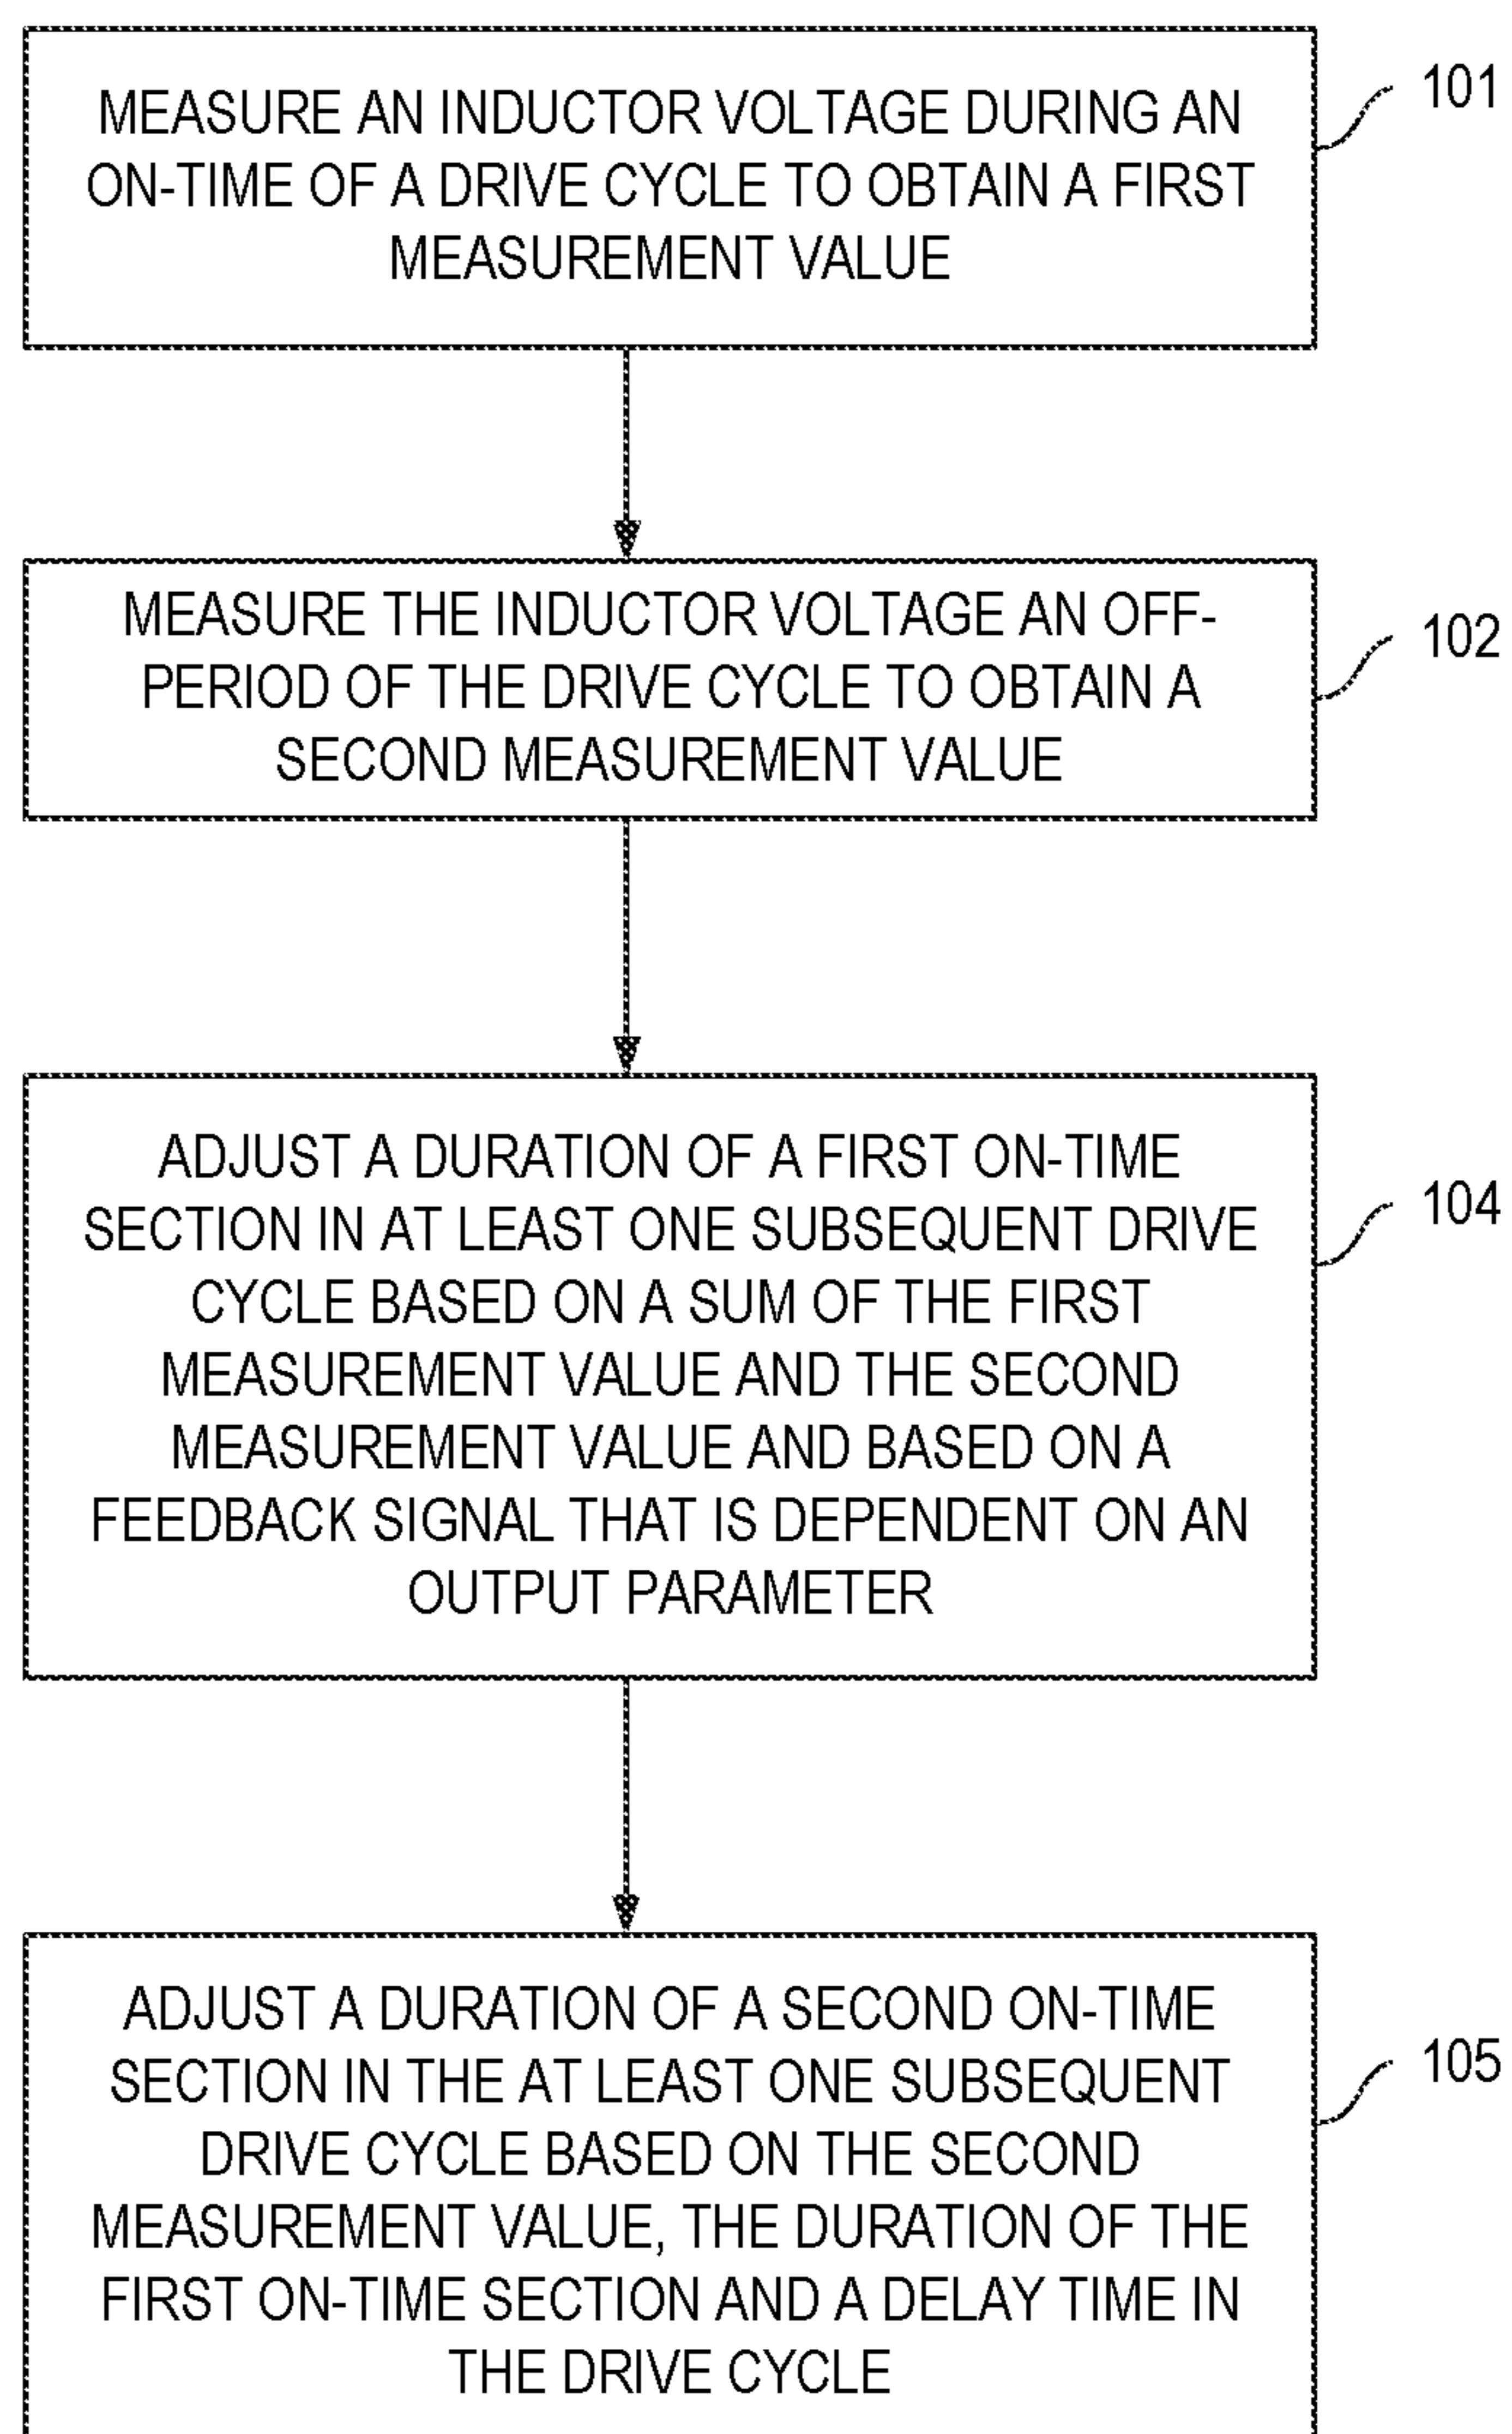 MEASURE AN INDUCTOR VOLTAGE DURING AN
ON-TIME OF A DRIVE CYCLE TO OBTAIN A FIRST
MEASUREMENT VALUE
101
MEASURE THE INDUCTOR VOLTAGE AN OFF-
PERIOD OF THE DRIVE CYCLE TO OBTAIN A
SECOND MEASUREMENT VALUE
102
ADJUST A DURATION OF A FIRST ON-TIME
SECTION IN AT LEAST ONE SUBSEQUENT DRIVE
CYCLE BASED ON A SUM OF THE FIRST
MEASUREMENT VALUE AND THE SECOND
MEASUREMENT VALUE AND BASED ON A
FEEDBACK SIGNAL THAT IS DEPENDENT ON AN
OUTPUT PARAMETER
104
ADJUST A DURATION OF A SECOND ON-TIME
SECTION IN THE AT LEAST ONE SUBSEQUENT
DRIVE CYCLE BASED ON THE SECOND
MEASUREMENT VALUE, THE DURATION OF THE
FIRST ON-TIME SECTION AND A DELAY TIME IN
THE DRIVE CYCLE
105